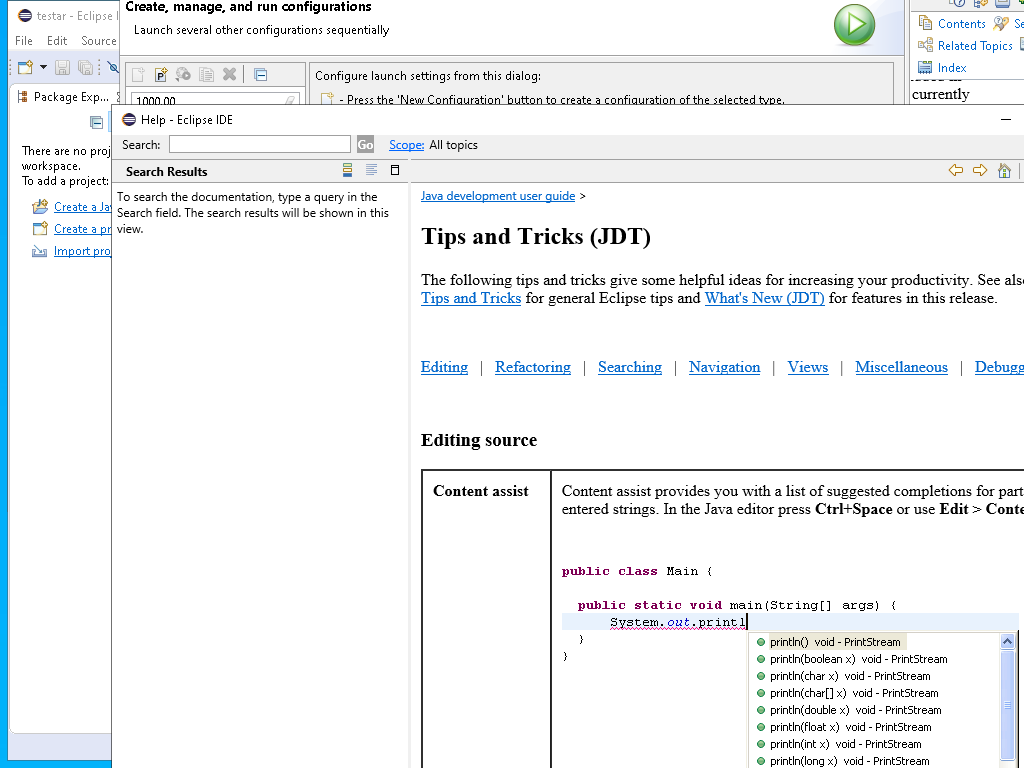 testar - Eclipse I
File Edit Source
Package Exp...
There are no proj
workspace.
To add a project:
Create a Ja
Create a pr
Import pro
Create, manage, and run configurations
Launch several other configurations sequentially
1000.00
Configure launch settings from this dialog:
- Press the 'New Configuration' button to create a configuration of the selected type.
Contents Se
Related Topics
Index
currently
Help - Eclipse IDE
Search: Go Scope: All topics
Search Results
To search the documentation, type a query in the
Search field. The search results will be shown in this
view.
Java development user guide >
Tips and Tricks (JDT)
The following tips and tricks give some helpful ideas for increasing your productivity. See also
Tips and Tricks for general Eclipse tips and What's New (JDT) for features in this release.
Editing | Refactoring | Searching | Navigation | Views | Miscellaneous | Debugg
Editing source
Content assist
Content assist provides you with a list of suggested completions for part
entered strings. In the Java editor press Ctrl+Space or use Edit > Conte
public class Main {
public static void main(String[] args) {
System.out.printl
}
}
println() void - PrintStream
println(boolean x) void - PrintStream
println(char x) void - PrintStream
println(char[] x) void - PrintStream
println(double x) void - PrintStream
println(float x) void - PrintStream
println(int x) void - PrintStream
println(long x) void - PrintStream